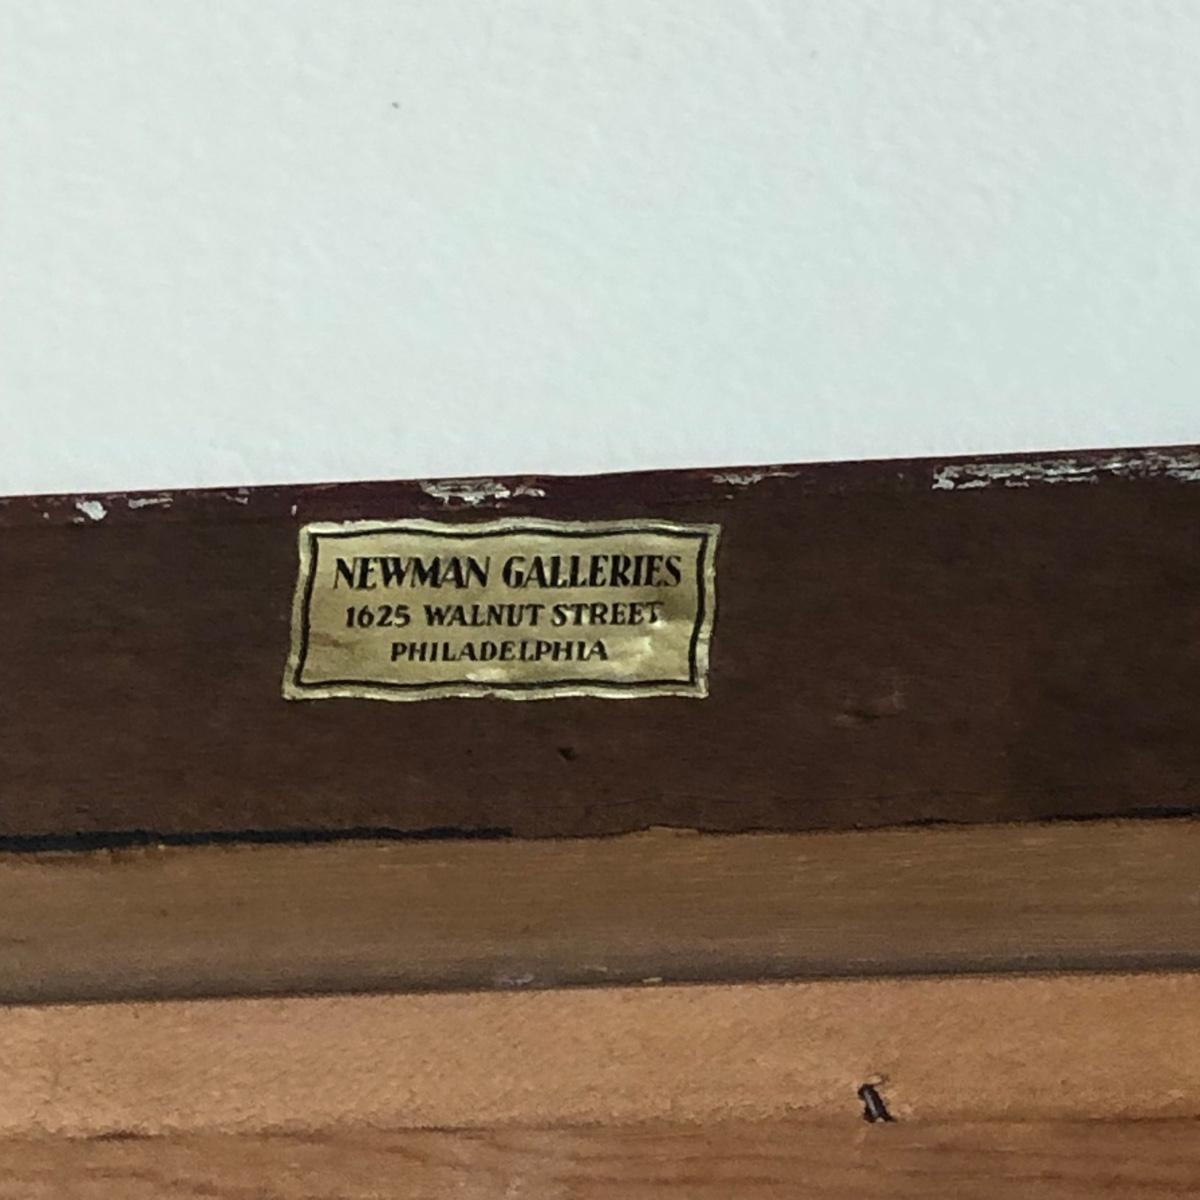 NEWMAN GALLERIES
1625 WALNUT STREET
PHILADELPHIA